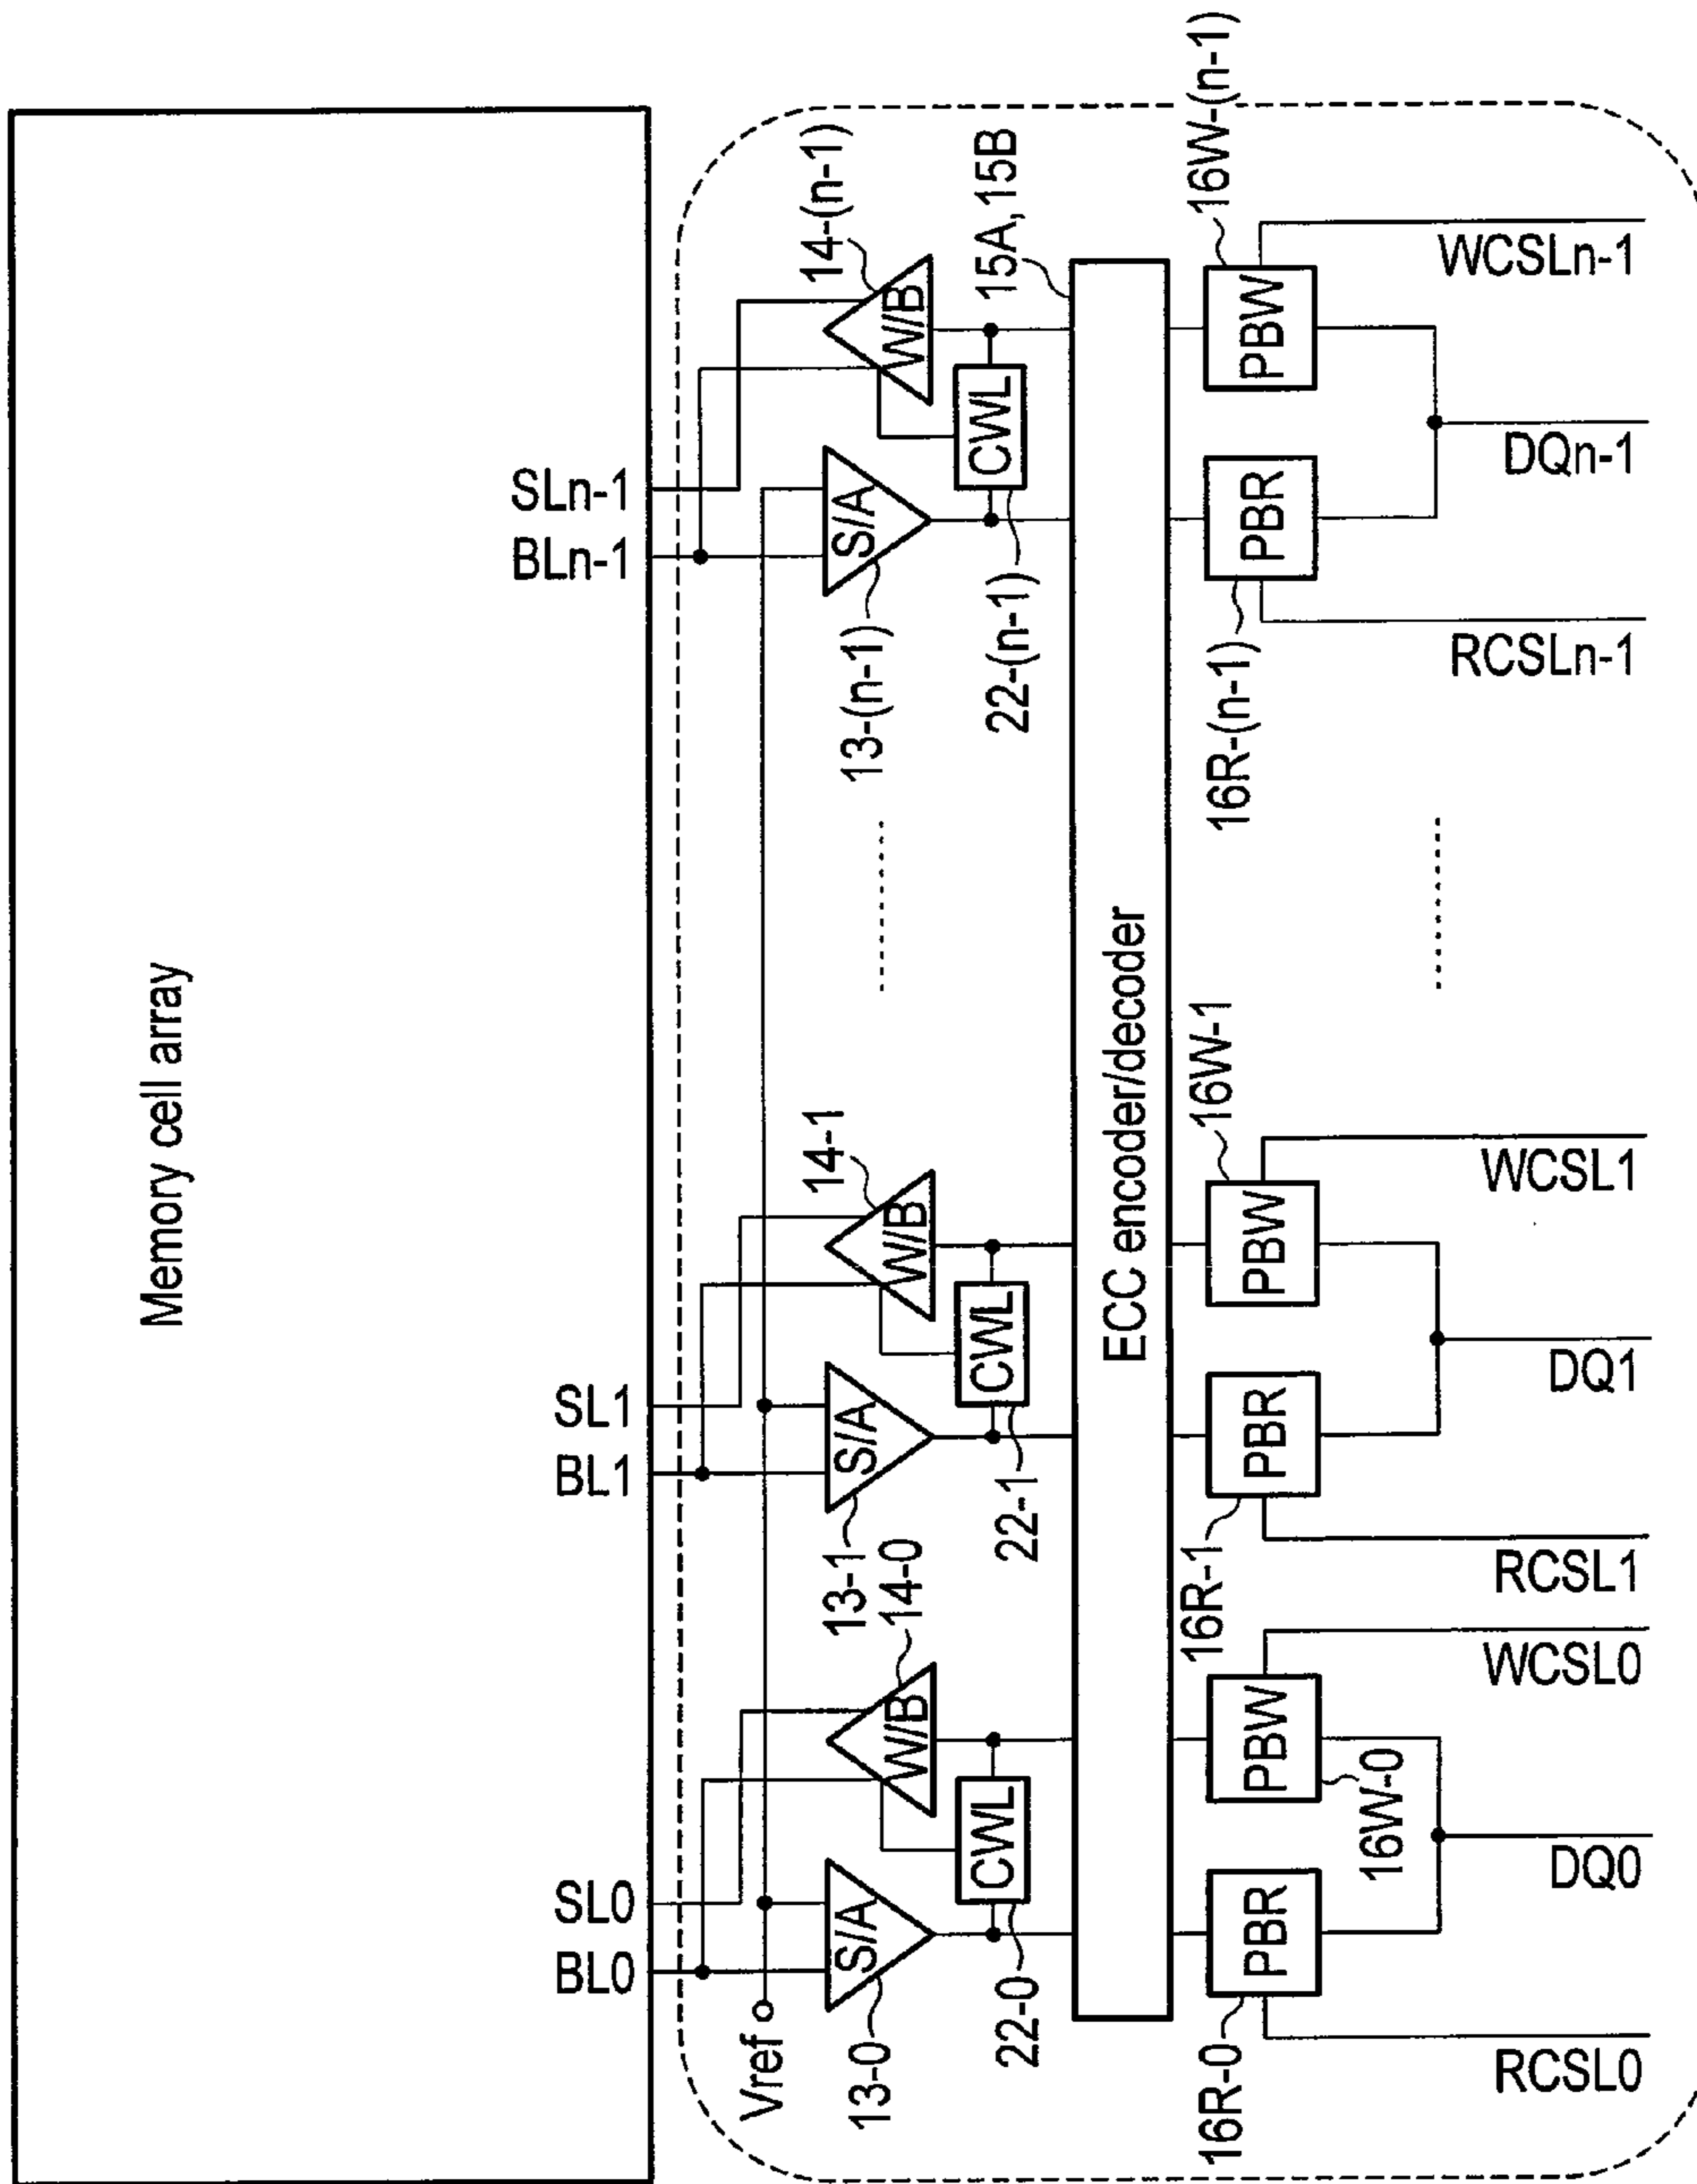 Memory cell array
BL0
SL0
BL1
SL1
BLn-1
SLn-1
Vref
13-0
S/A
W/B
14-0
13-1
S/A
W/B
14-1
13-(n-1)
S/A
W/B
14-(n-1)
22-0
CWL
22-1
CWL
22-(n-1)
CWL
15A,15B
ECC encoder/decoder
16R-0
PBR
PBW
16W-0
16R-1
PBR
PBW
16W-1
16R-(n-1)
PBR
PBW
16W-(n-1)
RCSL0
DQ0
WCSL0
RCSL1
DQ1
WCSL1
RCSLn-1
DQn-1
WCSLn-1